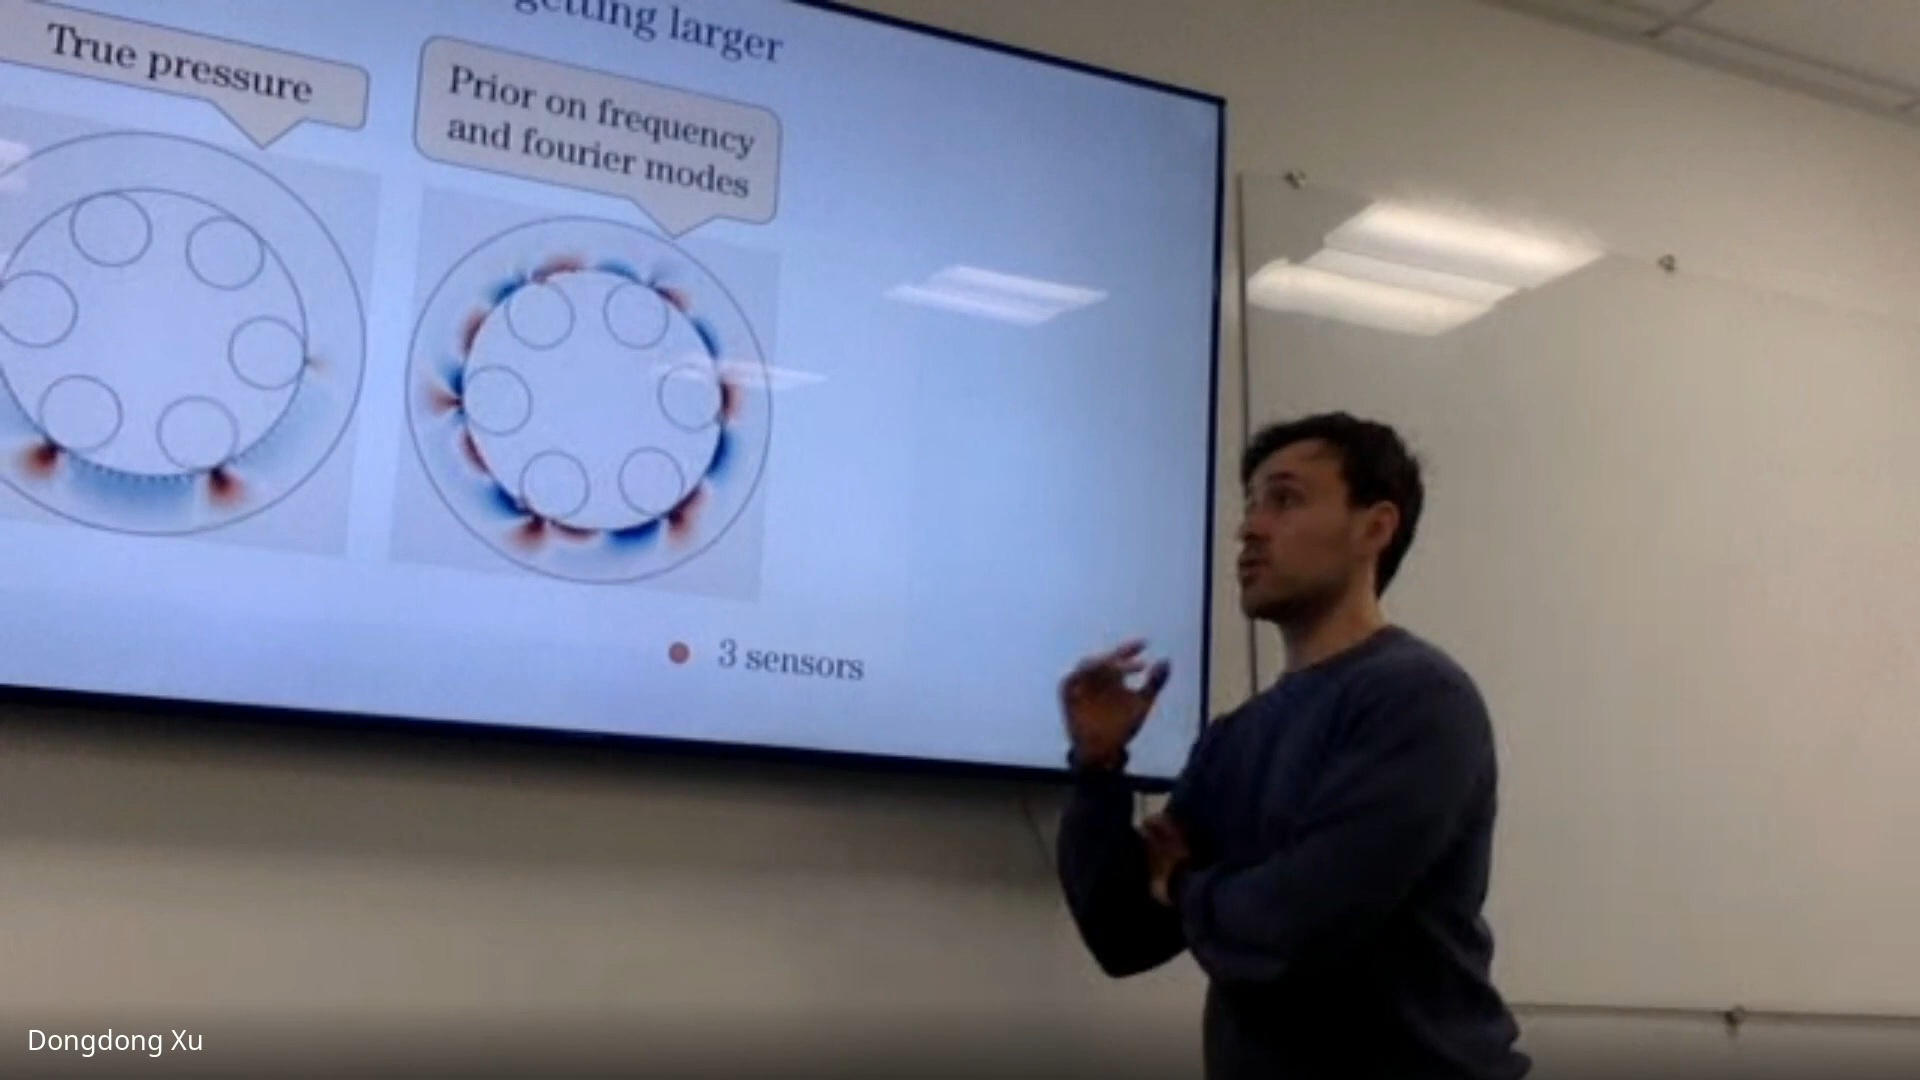 getting larger
True pressure
Prior on frequency
and fourier modes
3 sensors
Dongdong Xu